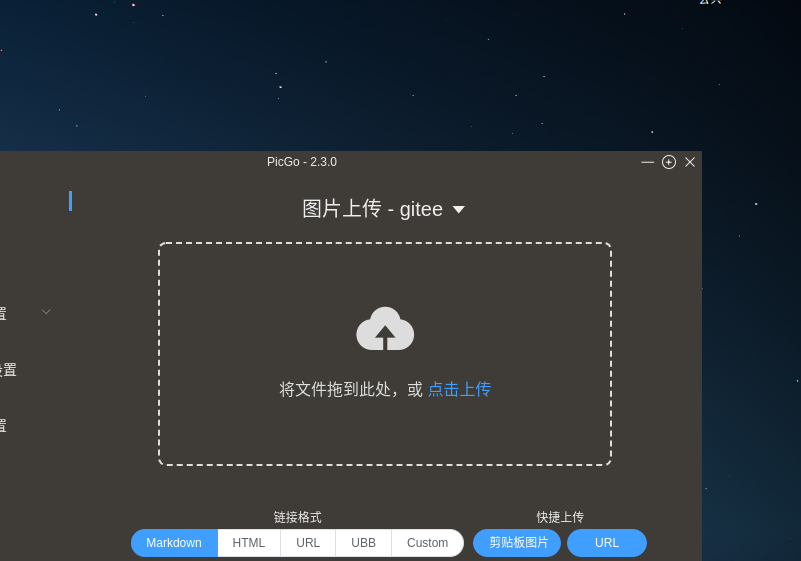 PicGo - 2.3.0
图片上传 - gitee
置
置
置
将文件拖到此处，或 点击上传
链接格式
快捷上传
Markdown
HTML
URL
UBB
Custom
剪贴板图片
URL